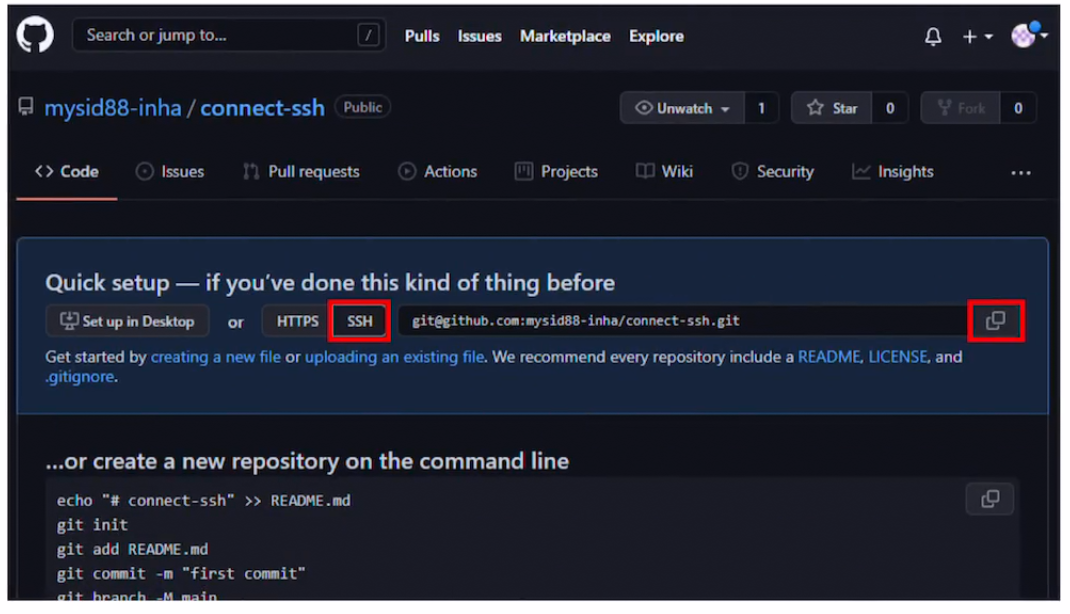 Search or jump to... / Pulls Issues Marketplace Explore
mysid88-inha / connect-ssh Public Unwatch 1 Star 0 Fork 0
<> Code Issues Pull requests Actions Projects Wiki Security Insights ...
Quick setup — if you've done this kind of thing before
Set up in Desktop or HTTPS SSH git@github.com:mysid88-inha/connect-ssh.git
Get started by creating a new file or uploading an existing file. We recommend every repository include a README, LICENSE, and
.gitignore.
...or create a new repository on the command line
echo "# connect-ssh" >> README.md
git init
git add README.md
git commit -m "first commit"
git branch -M main